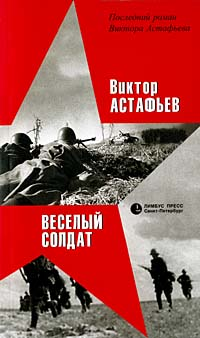 Последний роман
Виктора Астафьева
Виктор
АСТАФЬЕВ
ЛИМБУС ПРЕСС
Санкт-Петербург
ВЕСЕЛЫЙ
СОЛДАТ